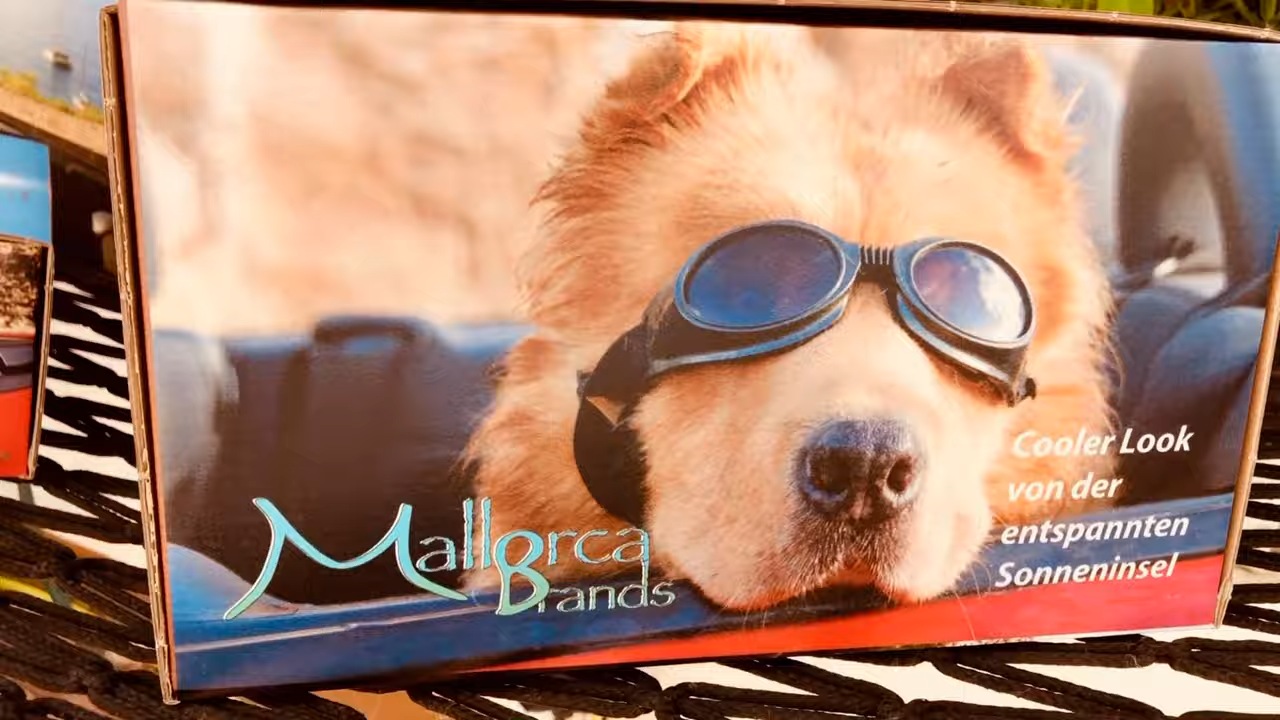 Mallorca
Brands
Cooler Look
von der
entspannten
Sonneninsel